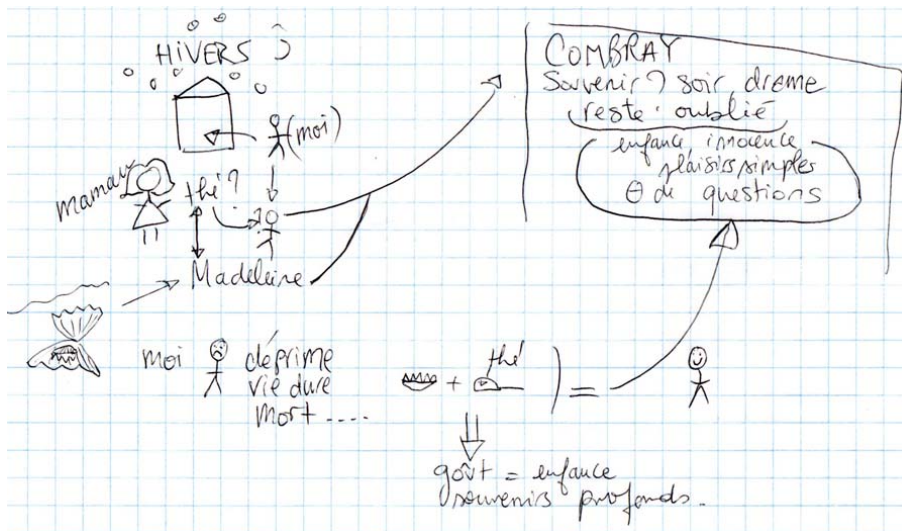 HIVERS
(moi)
maman
thé?
Madeleine
COMBRAY
Souvenir? soir, drame
reste: oublié
enfance innocence
plaisirs simples
de questions
moi
déprime
vie dure
mort ....
+
thé
=
goût = enfance
souvenirs profonds.